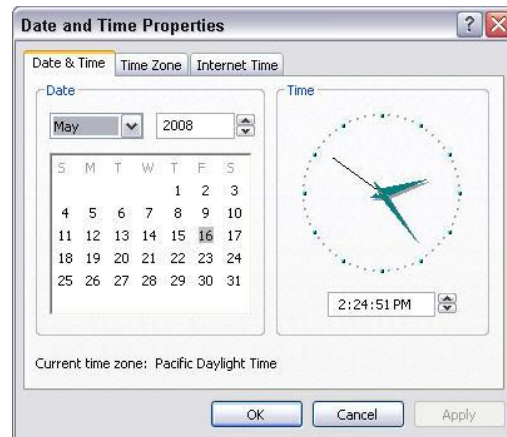 Date and Time Properties
Date & Time Time Zone Internet Time
Date
May 2008
S M T W T F S
1 2 3
4 5 6 7 8 9 10
11 12 13 14 15 16 17
18 19 20 21 22 23 24
25 26 27 28 29 30 31
Time
2:24:51 PM
Current time zone: Pacific Daylight Time
OK Cancel Apply